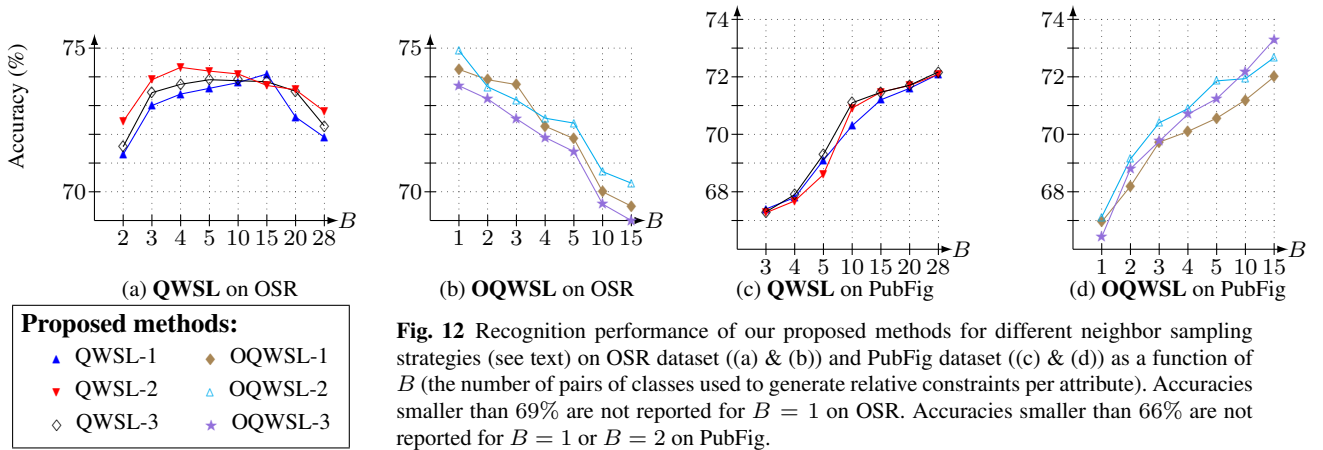 Accuracy (%)
75
70
2 3 4 5 10 15 20 28
B
(a) QWSL on OSR
75
70
1 2 3 4 5 10 15
B
(b) OQWSL on OSR
74
72
70
68
3 4 5 10 15 20 28
B
(c) QWSL on PubFig
74
72
70
68
1 2 3 4 5 10 15
B
(d) OQWSL on PubFig
Proposed methods:
QWSL-1 OQWSL-1
QWSL-2 OQWSL-2
QWSL-3 OQWSL-3
Fig. 12 Recognition performance of our proposed methods for different neighbor sampling
strategies (see text) on OSR dataset ((a) & (b)) and PubFig dataset ((c) & (d)) as a function of
B (the number of pairs of classes used to generate relative constraints per attribute). Accuracies
smaller than 69% are not reported for B = 1 on OSR. Accuracies smaller than 66% are not
reported for B = 1 or B = 2 on PubFig.